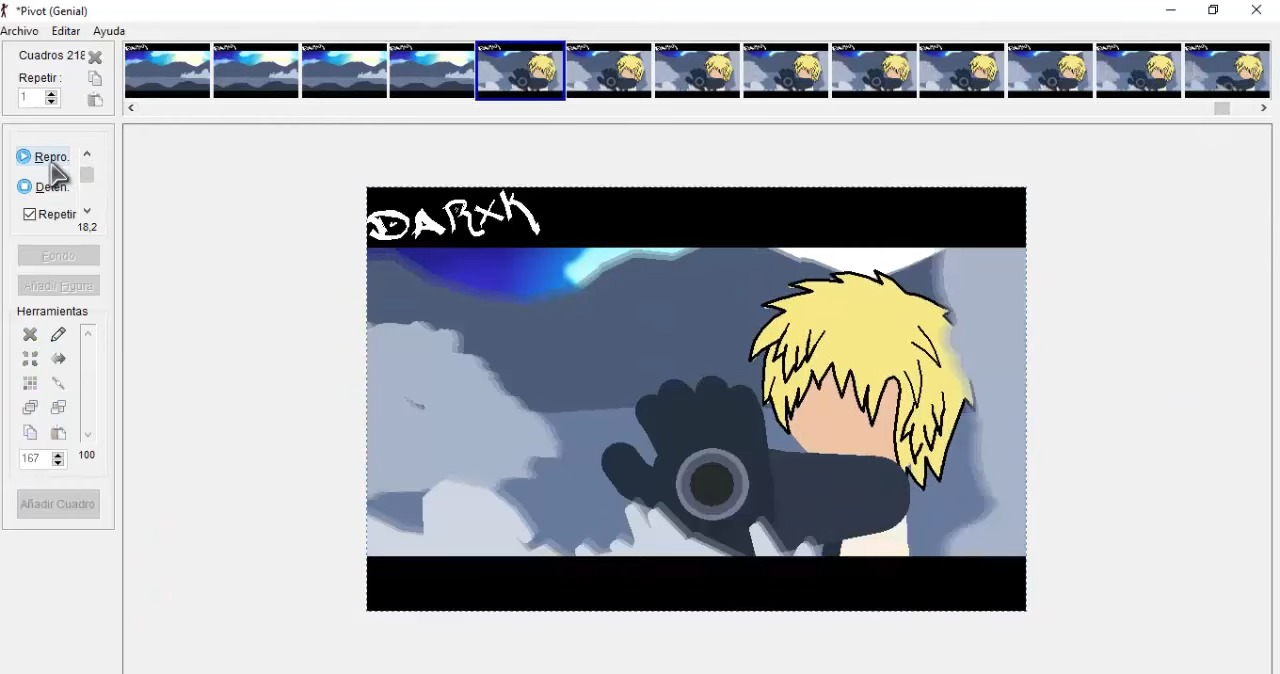 *Pivot (Genial)
Archivo Editar Ayuda
Cuadros 218
Repetir :
1
Repro.
Deten.
Repetir
18,2
Fondo
Añadir Figura
Herramientas
167
100
Añadir Cuadro
DARXK